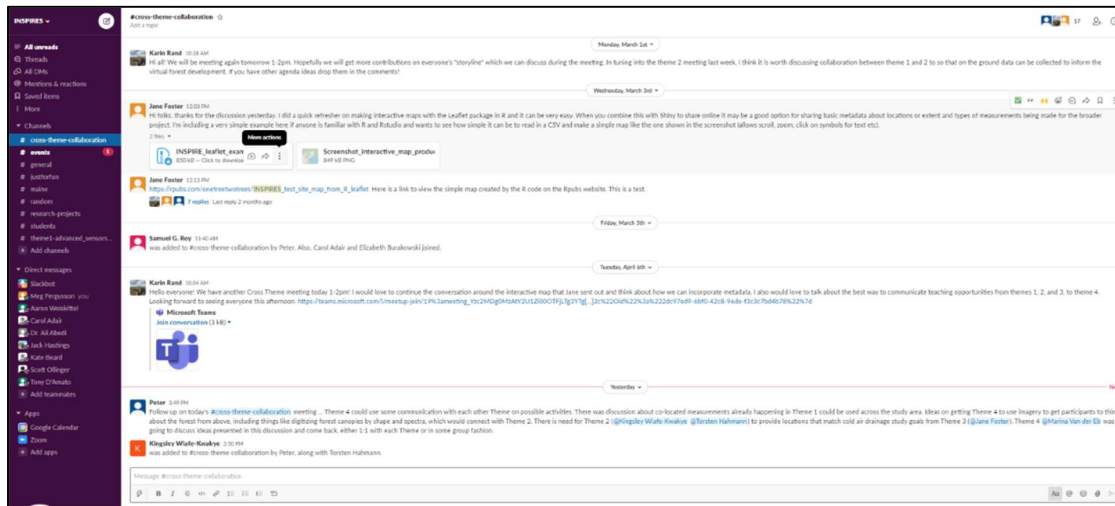 INSPIRES
All unreads
Threads
All DMs
Mentions & reactions
Saved items
More
Channels
# cross-theme-collaboration
# events 1
# general
# justforfun
# maine
# random
# research-projects
# students
# theme1-advanced_sensors...
Add channels
Direct messages
Slackbot
Meg Fergusson you
Aaron Weiskittel
Carol Adair
Dr. Ali Abedi
Jack Hastings
Kate Beard
Scott Ollinger
Tony D'Amato
Add teammates
Apps
Google Calendar
Zoom
Add apps
#cross-theme-collaboration
Add a topic
17
Monday, March 1st
Karin Rand 10:38 AM
Hi all! We will be meeting again tomorrow 1-2pm. Hopefully we will get more contributions on everyone's "storyline" which we can discuss during the meeting. In tuning into the theme 2 meeting last week, I think it is worth discussing collaboration between theme 1 and 2 to so that on the ground data can be collected to inform the
virtual forest development. If you have other agenda ideas drop them in the comments!
Wednesday, March 3rd
Jane Foster 12:03 PM
Hi folks, thanks for the discussion yesterday. I did a quick refresher on making interactive maps with the Leaflet package in R and it can be very easy. When you combine this with Shiny to share online it may be a good option for sharing basic metadata about locations or extent and types of measurements being made for the broader
project. I'm including a very simple example here if anyone is familiar with R and Rstudio and wants to see how simple it can be to read in a CSV and make a simple map like the one shown in the screenshot (allows scroll, zoom, click on symbols for text etc).
2 files
More actions
INSPIRE_leaflet_exam
850 kB — Click to downloa
Screenshot_interactive_map_produ
849 kB PNG
Jane Foster 12:13 PM
https://rpubs.com/onetreetwotrees/INSPIRES_test_site_map_from_R_leaflet Here is a link to view the simple map created by the R code on the Rpubs website. This is a test.
7 replies Last reply 2 months ago
Friday, March 5th
Samuel G. Roy 11:40 AM
was added to #cross-theme-collaboration by Peter. Also, Carol Adair and Elizabeth Burakowski joined.
Tuesday, April 6th
Karin Rand 10:04 AM
Hello everyone! We have another Cross Theme meeting today 1-2pm! I would love to continue the conversation around the interactive map that Jane sent out and think about how we can incorporate metadata. I also would love to talk about the best way to communicate teaching opportunities from themes 1, 2, and 3, to theme 4.
Looking forward to seeing everyone this afternoon.
Microsoft Teams
Join conversation (3 kB)
Yesterday
Peter 3:49 PM
Follow up on today's #cross-theme-collaboration meeting ... Theme 4 could use some communication with each other Theme on possible activities. There was discussion about co-located measurements already happening in Theme 1 could be used across the study area. Ideas on getting Theme 4 to use imagery to get participants to thi
about the forest from above, including things like digitizing forest canopies by shape and spectra, which would connect with Theme 2. There is need for Theme 2 (@Kingsley Wiafe-Kwakye @Torsten Hahmann) to provide locations that match cold air drainage study goals from Theme 3 (@Jane Foster). Theme 4 @Marina Van der Eb was
going to discuss ideas presented in this discussion and come back, either 1:1 with each Theme or in some group fashion.
Kingsley Wiafe-Kwakye 3:50 PM
was added to #cross-theme-collaboration by Peter, along with Torsten Hahmann.
Message #cross-theme-collaboration